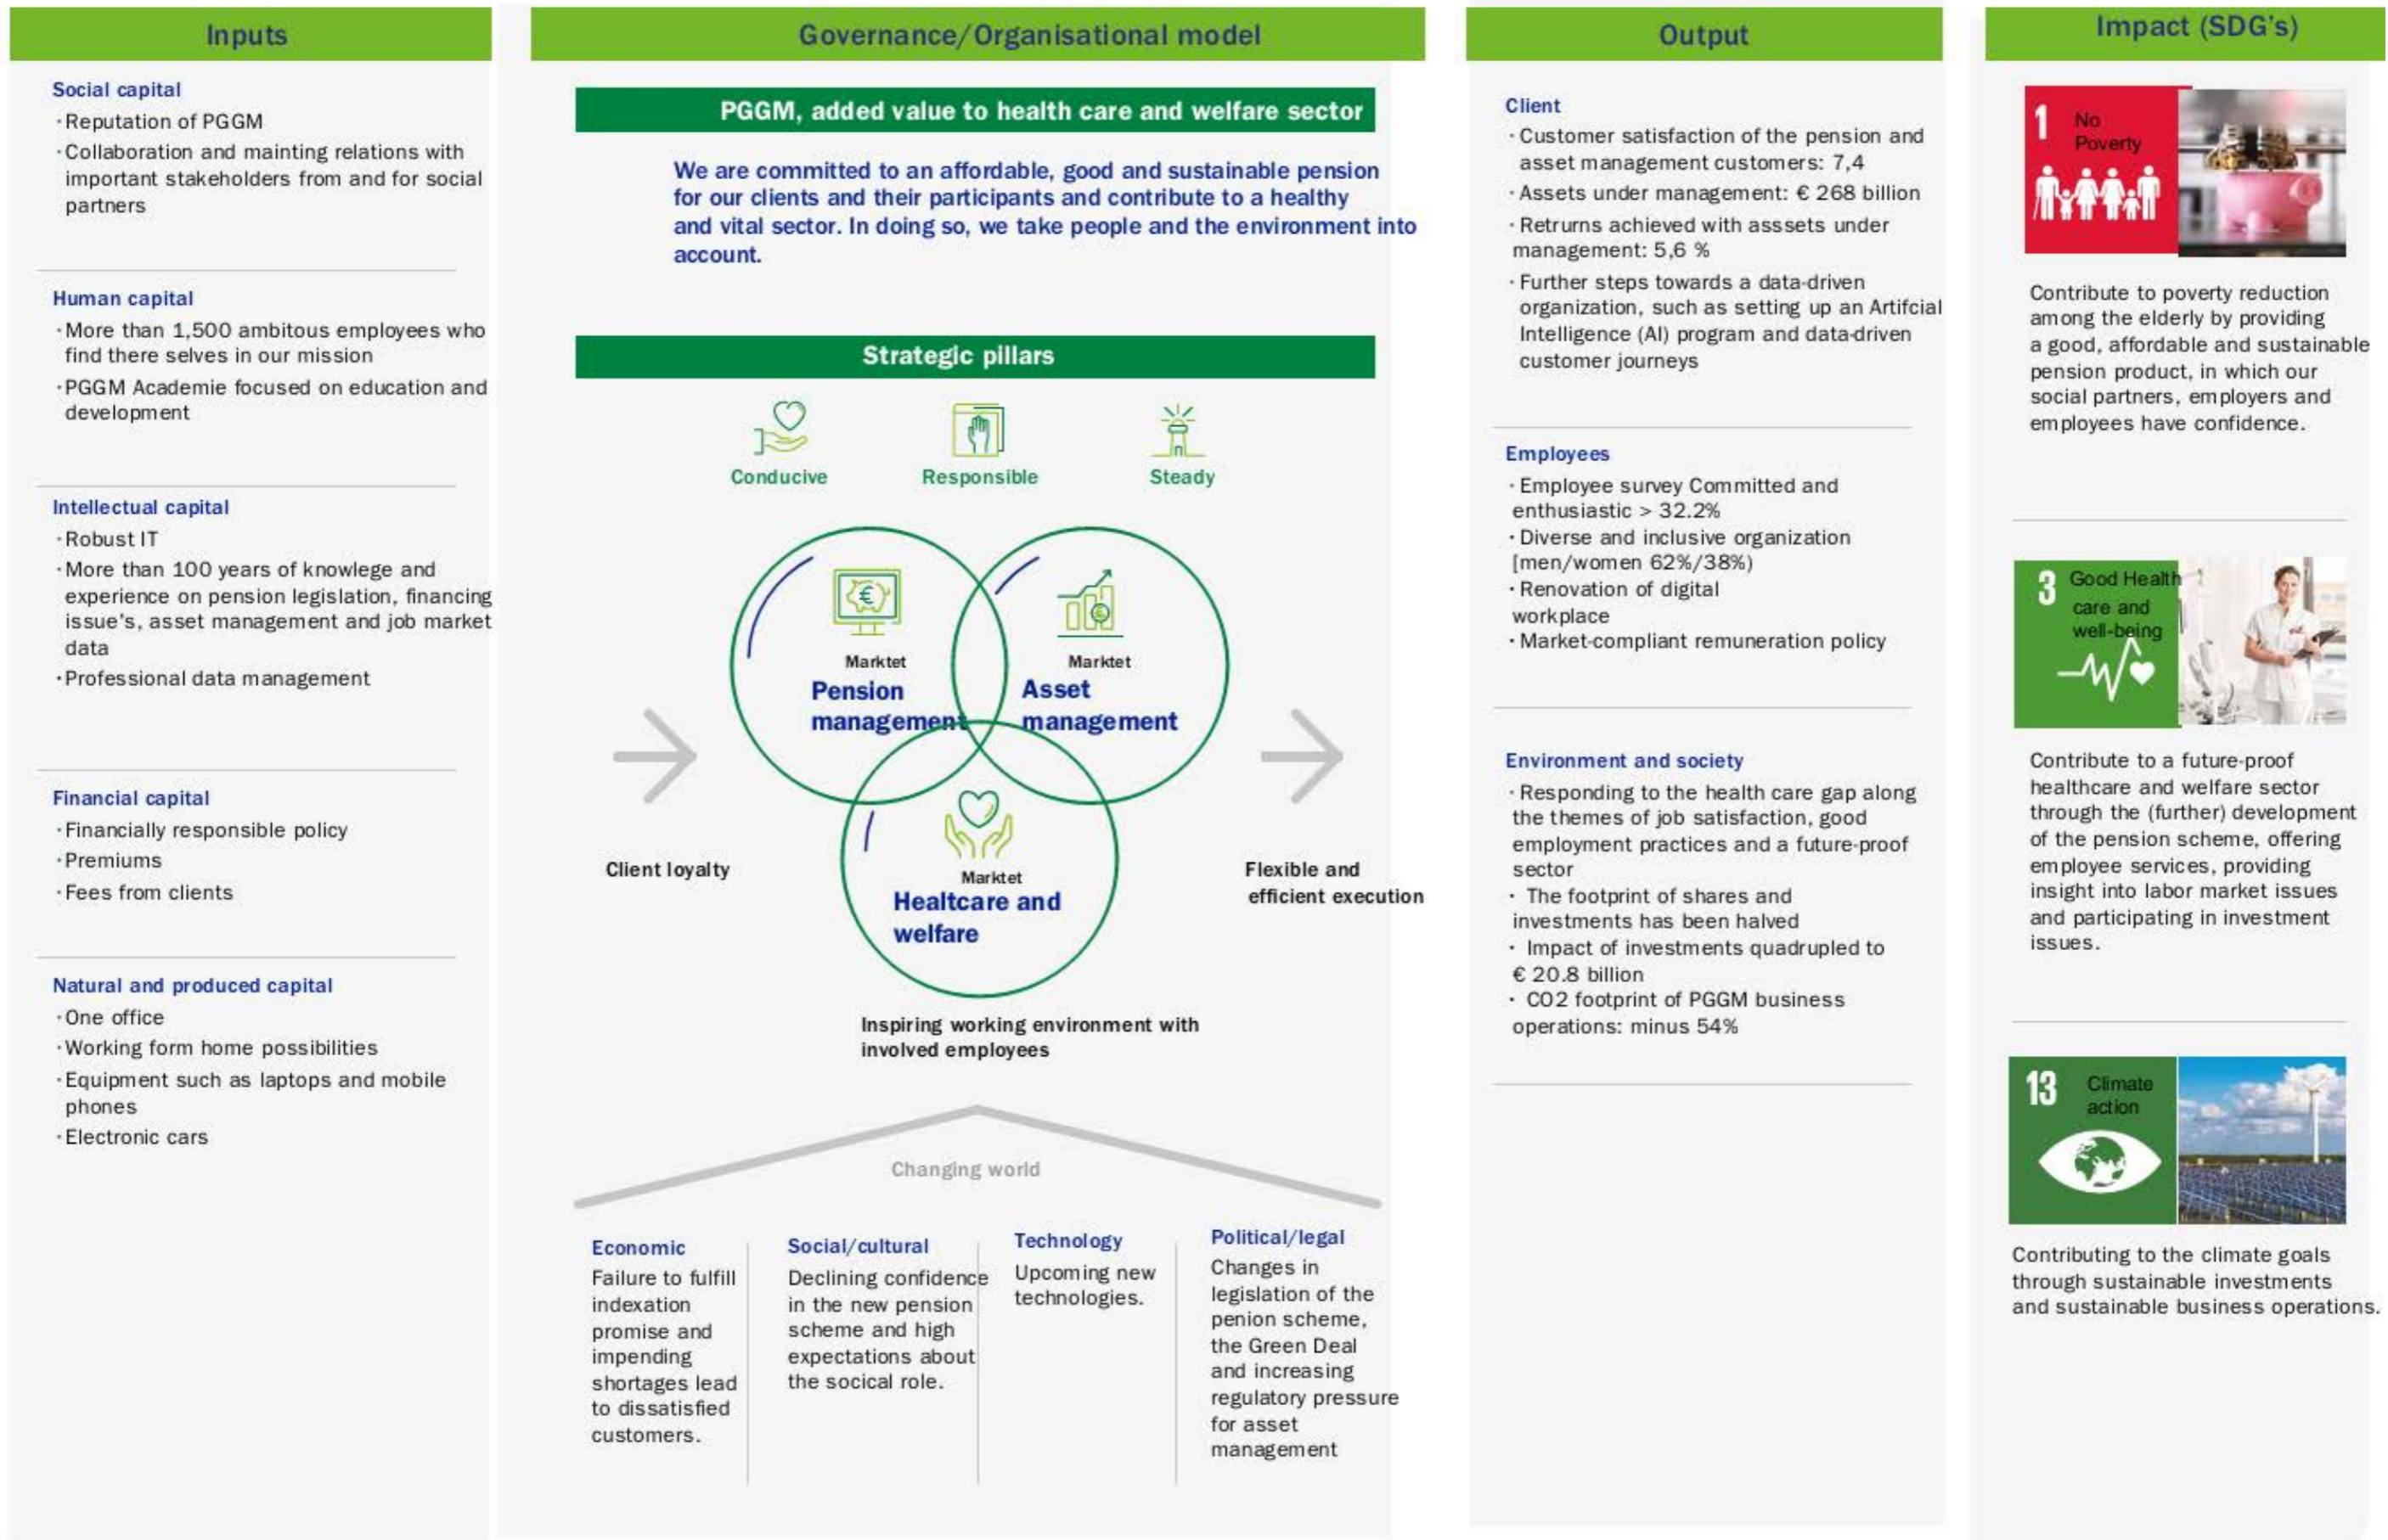 Inputs
Social capital
·Reputation of PGGM
·Collaboration and mainting relations with
important stakeholders from and for social
partners
Human capital
·More than 1,500 ambitous employees who
find there selves in our mission
·PGGM Academie focused on education and
development
Intellectual capital
·Robust IT
·More than 100 years of knowlege and
experience on pension legislation, financing
issue's, asset management and job market
data
·Professional data management
Financial capital
·Financially responsible policy
·Premiums
·Fees from clients
Natural and produced capital
·One office
·Working form home possibilities
·Equipment such as laptops and mobile
phones
·Electronic cars
Governance/Organisational model
PGGM, added value to health care and welfare sector
We are committed to an affordable, good and sustainable pension
for our clients and their participants and contribute to a healthy
and vital sector. In doing so, we take people and the environment into
account.
Strategic pillars
Conducive
Responsible
Steady
Marktet
Pension
management
Marktet
Asset
management
Marktet
Healtcare and
welfare
Client loyalty
Flexible and
efficient execution
Inspiring working environment with
involved employees
Changing world
Economic
Failure to fulfill
indexation
promise and
impending
shortages lead
to dissatisfied
customers.
Social/cultural
Declining confidence
in the new pension
scheme and high
expectations about
the socical role.
Technology
Upcoming new
technologies.
Political/legal
Changes in
legislation of the
penion scheme,
the Green Deal
and increasing
regulatory pressure
for asset
management
Output
Client
· Customer satisfaction of the pension and
asset management customers: 7,4
· Assets under management: € 268 billion
· Retrurns achieved with asssets under
management: 5,6 %
· Further steps towards a data-driven
organization, such as setting up an Artifcial
Intelligence (AI) program and data-driven
customer journeys
Employees
· Employee survey Committed and
enthusiastic > 32.2%
· Diverse and inclusive organization
[men/women 62%/38%)
· Renovation of digital
workplace
· Market-compliant remuneration policy
Environment and society
· Responding to the health care gap along
the themes of job satisfaction, good
employment practices and a future-proof
sector
· The footprint of shares and
investments has been halved
· Impact of investments quadrupled to
€ 20.8 billion
· CO2 footprint of PGGM business
operations: minus 54%
Impact (SDG's)
1 No
Poverty
Contribute to poverty reduction
among the elderly by providing
a good, affordable and sustainable
pension product, in which our
social partners, employers and
employees have confidence.
3 Good Health
care and
well-being
Contribute to a future-proof
healthcare and welfare sector
through the (further) development
of the pension scheme, offering
employee services, providing
insight into labor market issues
and participating in investment
issues.
13 Climate
action
Contributing to the climate goals
through sustainable investments
and sustainable business operations.